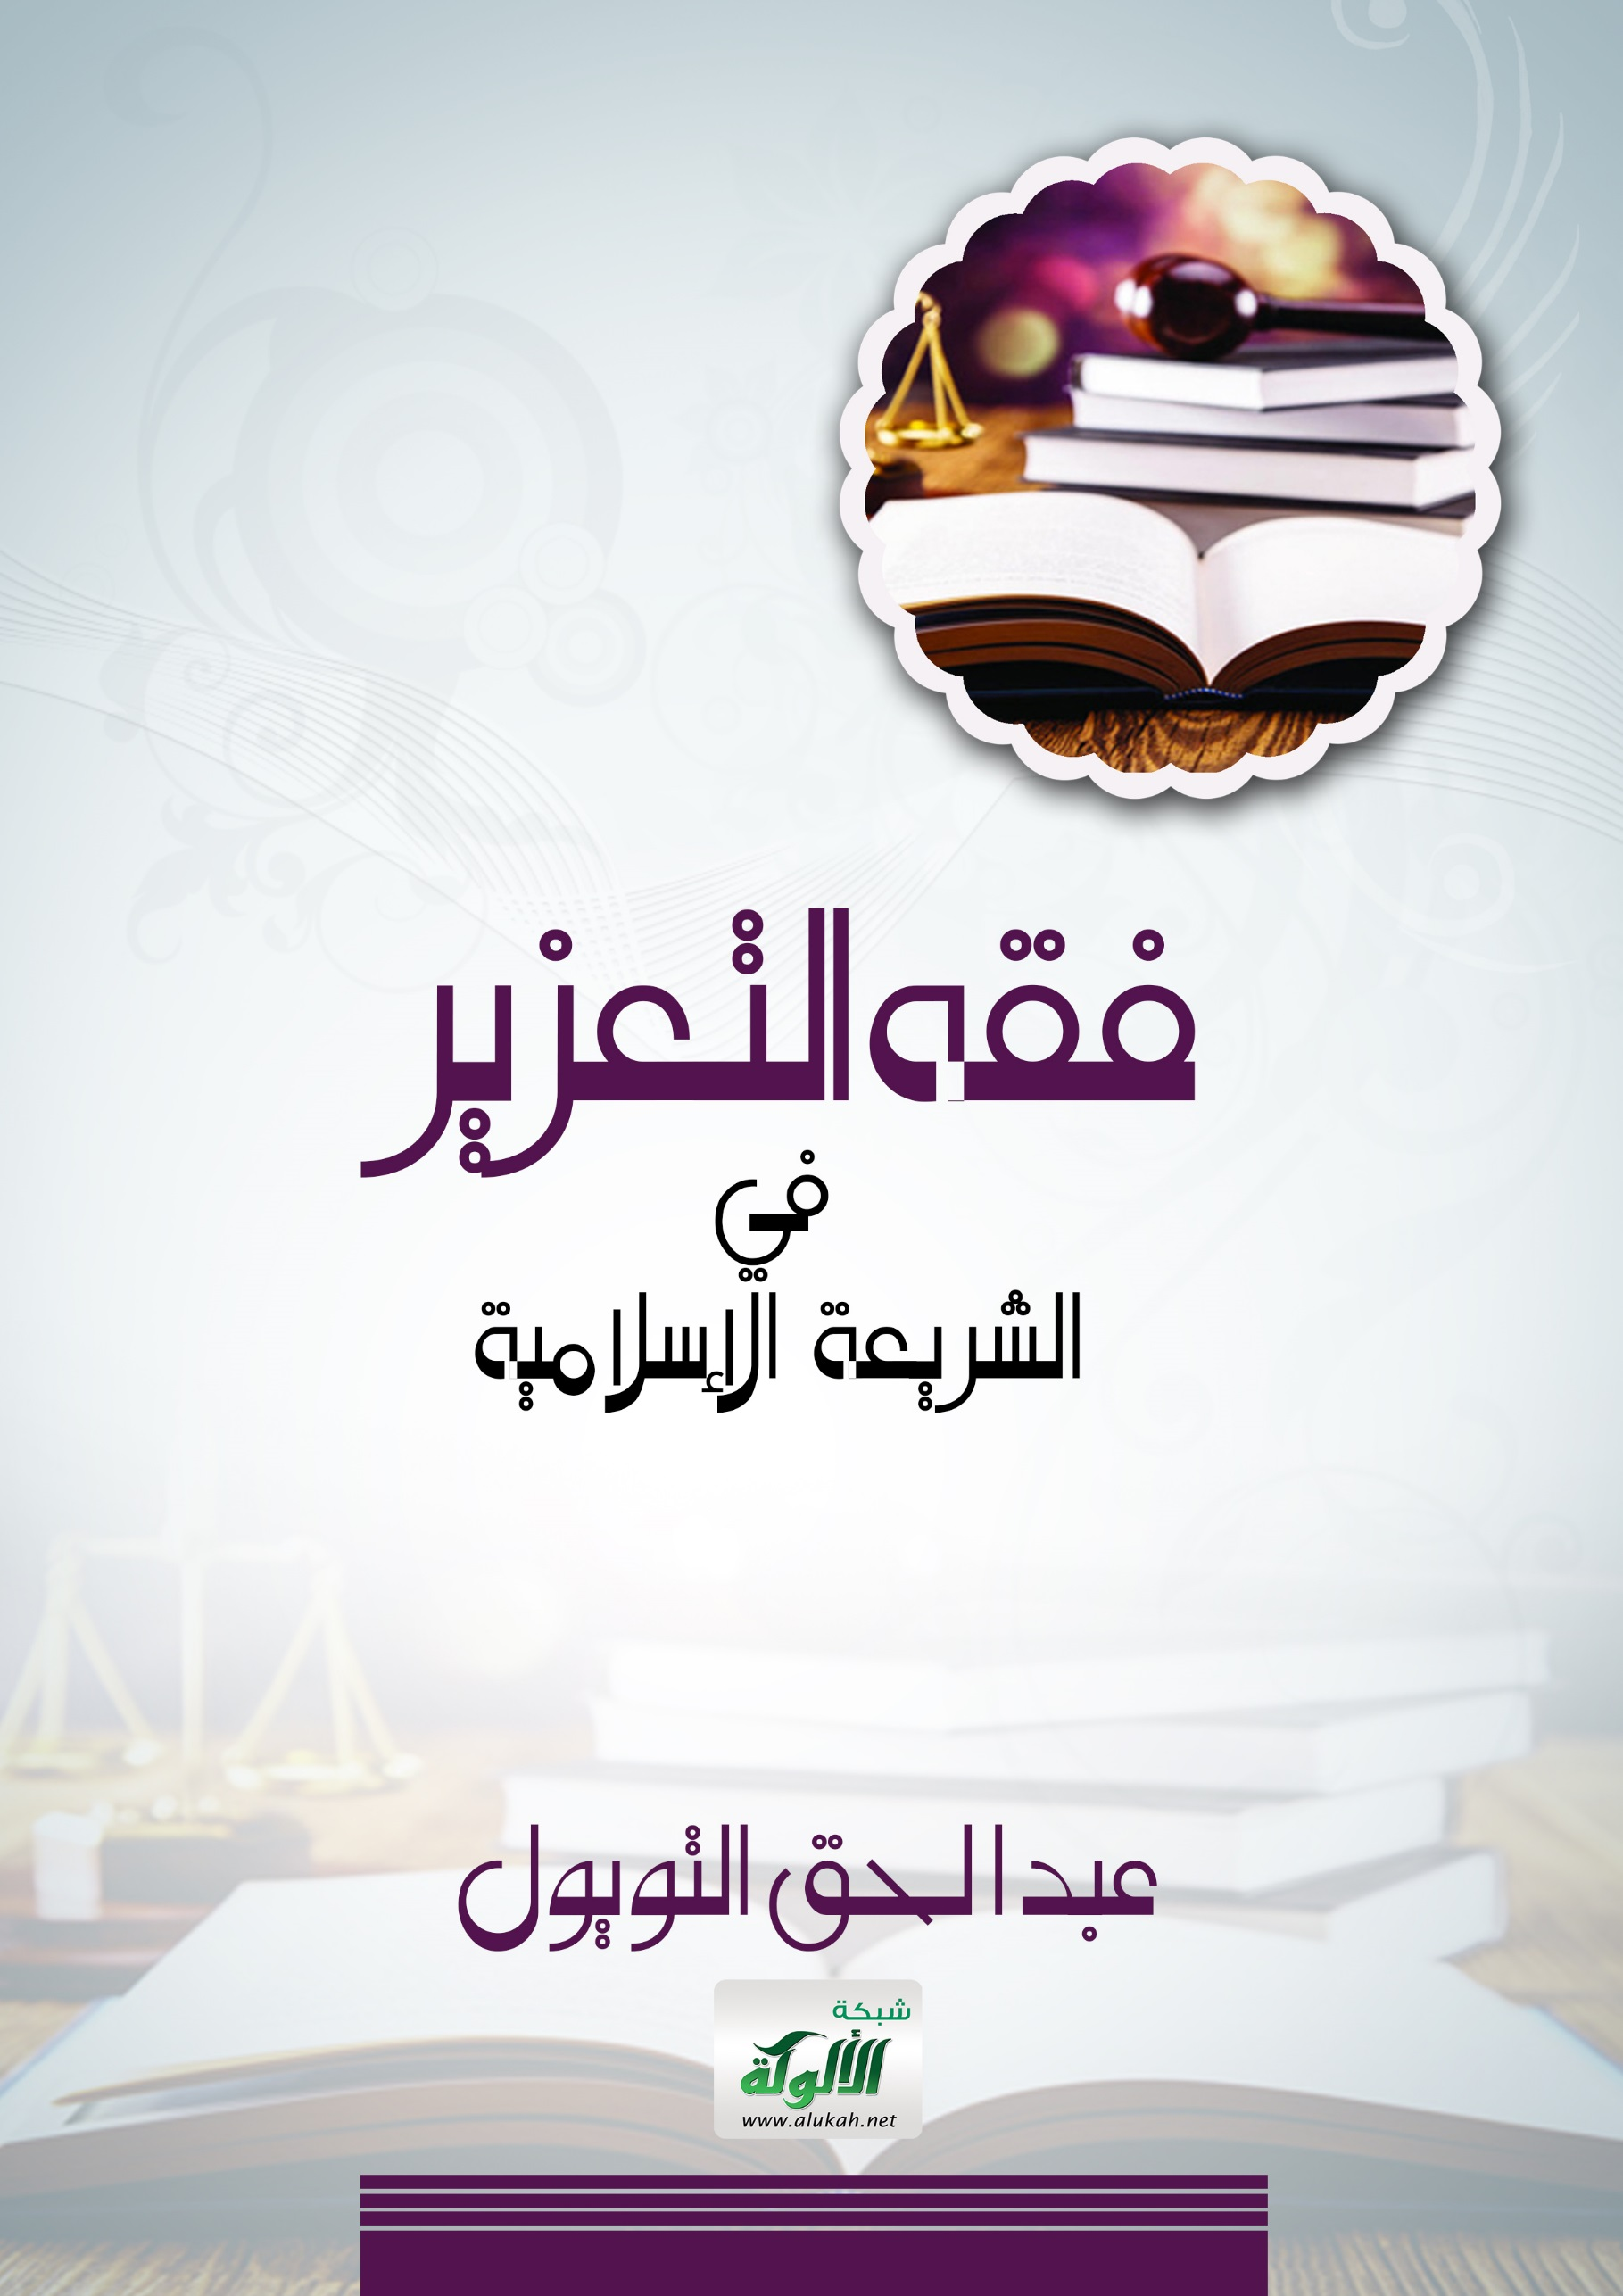 فقه التعزير
في
الشريعة الإسلامية
عبد الحق التويول
شبكة
الألوكة
www.alukah.net